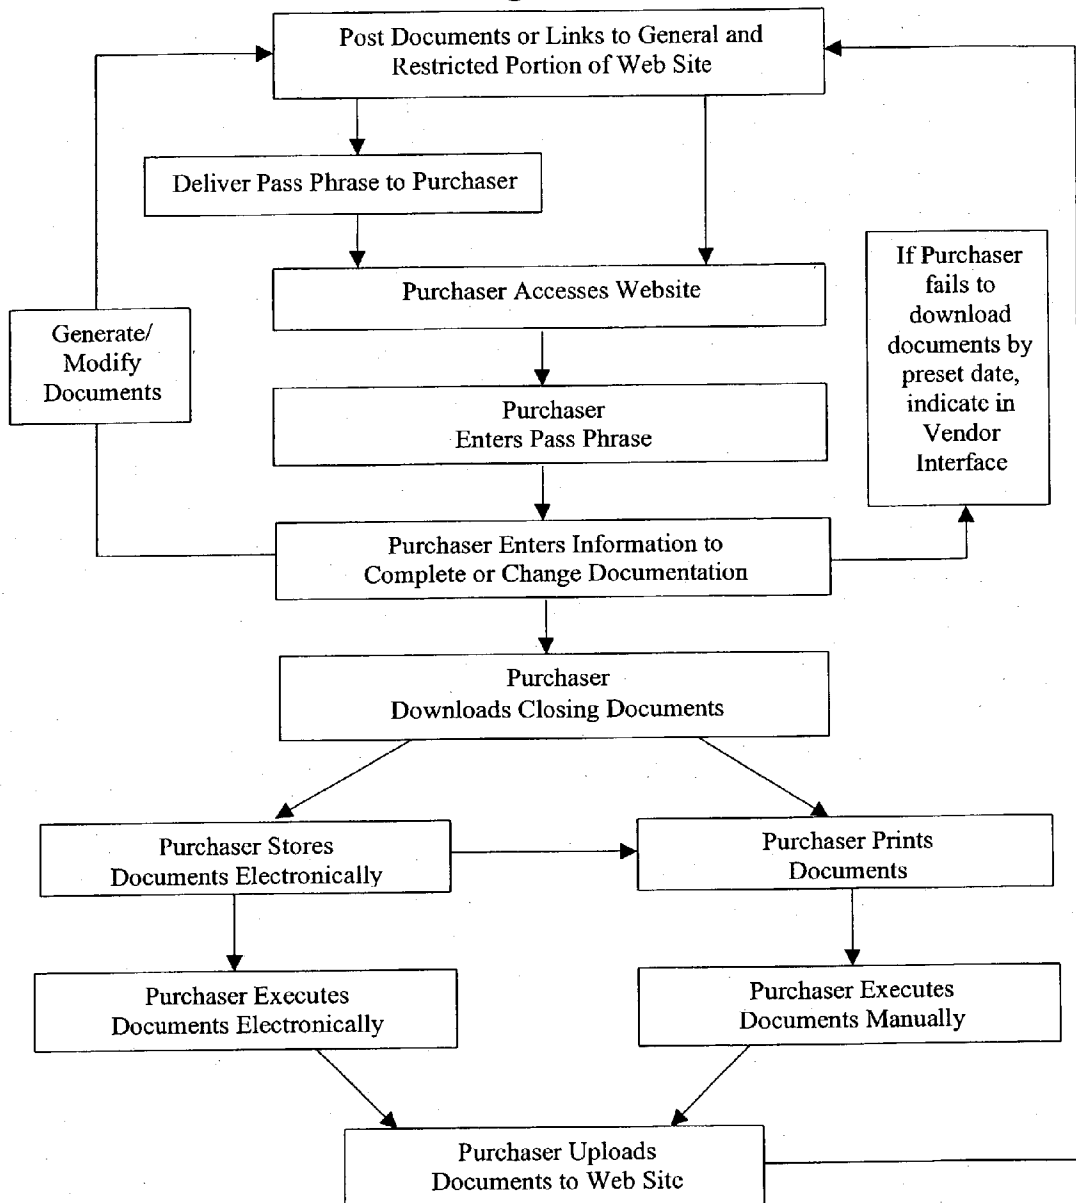 Post Documents or Links to General and
Restricted Portion of Web Site
Deliver Pass Phrase to Purchaser
Purchaser Accesses Website
If Purchaser
fails to
download
documents by
preset date,
indicate in
Vendor
Interface
Generate/
Modify
Documents
Purchaser
Enters Pass Phrase
Purchaser Enters Information to
Complete or Change Documentation
Purchaser
Downloads Closing Documents
Purchaser Stores
Documents Electronically
Purchaser Prints
Documents
Purchaser Executes
Documents Electronically
Purchaser Executes
Documents Manually
Purchaser Uploads
Documents to Web Site